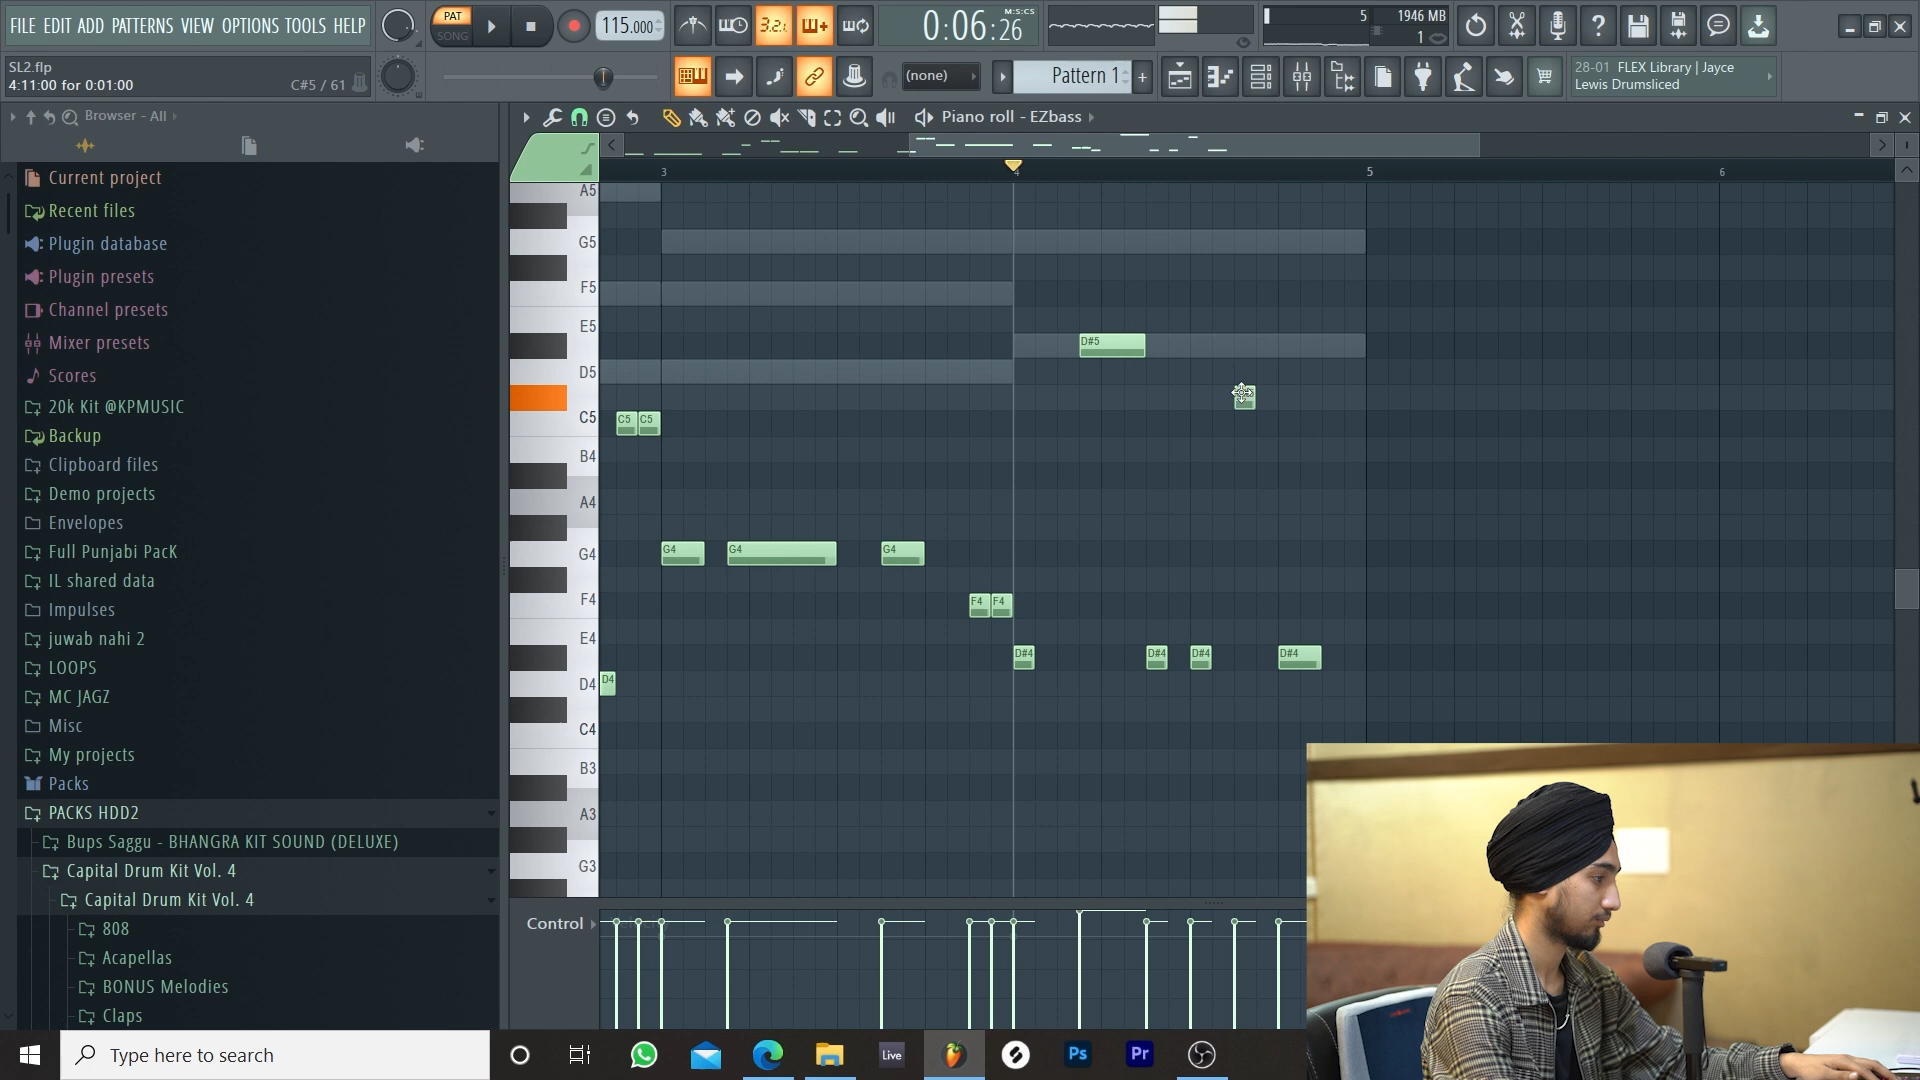 FILE EDIT ADD PATTERNS VIEW OPTIONS TOOLS HELP
PAT
SONG
115.000
3.2.
0:06:26
M:S:CS
5
1946 MB
1
SL2.flp
4:11:00 for 0:01:00
C#5 / 61
(none)
Pattern 1
28-01 FLEX Library | Jayce
Lewis Drumsliced
Browser - All
Piano roll - EZbass
Current project
Recent files
Plugin database
Plugin presets
Channel presets
Mixer presets
Scores
20k Kit @KPMUSIC
Backup
Clipboard files
Demo projects
Envelopes
Full Punjabi PacK
IL shared data
Impulses
juwab nahi 2
LOOPS
MC JAGZ
Misc
My projects
Packs
PACKS HDD2
Bups Saggu - BHANGRA KIT SOUND (DELUXE)
Capital Drum Kit Vol. 4
Capital Drum Kit Vol. 4
808
Acapellas
BONUS Melodies
Claps
3 4 5 6
A5
G5
F5
E5
D#5
D5
C5 C5 C5
B4
A4
G4 G4 G4 G4
F4 F4 F4
E4
D#4 D#4 D#4 D#4
D4 D4
C4
B3
A3
G3
Control
Type here to search
Live
Ps
Pr